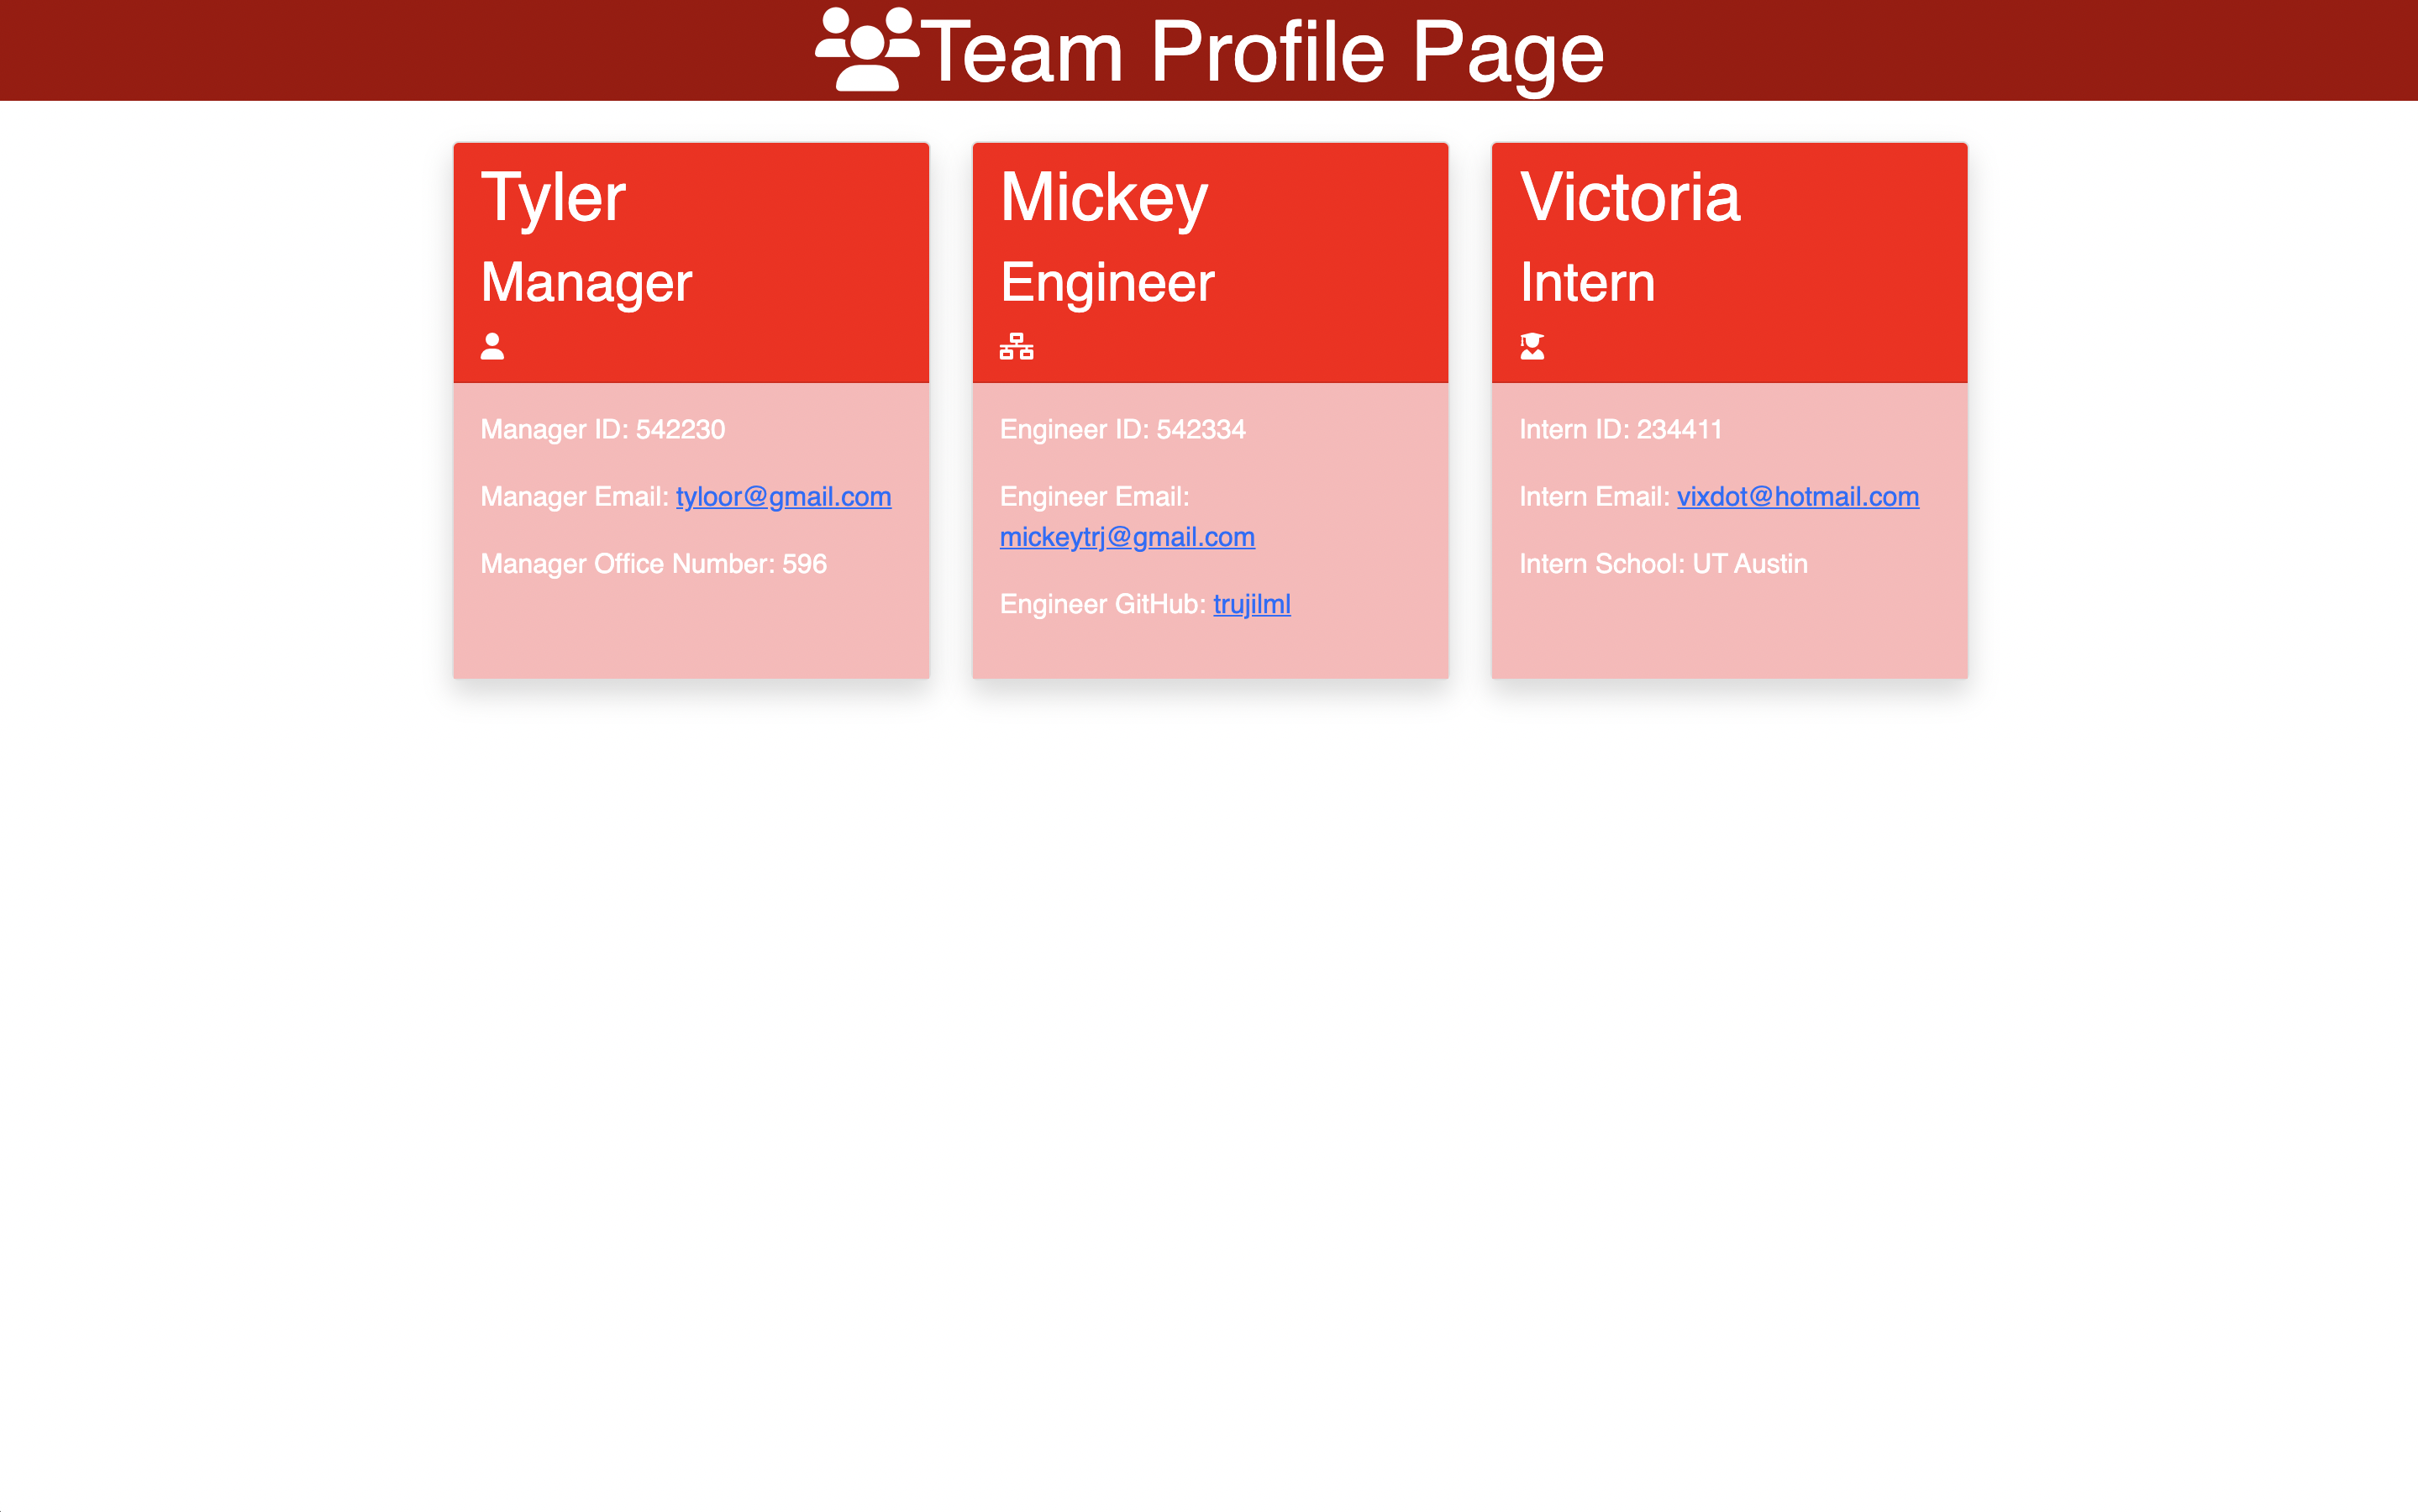 Team Profile Page
Tyler
Manager
Manager ID: 542230
Manager Email: tyloor@gmail.com
Manager Office Number: 596
Mickey
Engineer
Engineer ID: 542334
Engineer Email:
mickeytrj@gmail.com
Engineer GitHub: trujilml
Victoria
Intern
Intern ID: 234411
Intern Email: vixdot@hotmail.com
Intern School: UT Austin